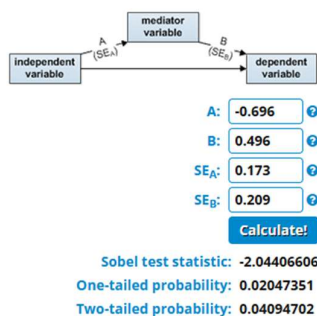 mediator
variable
A
(SEA)
B
(SEB)
independent
variable
dependent
variable
A: -0.696 ?
B: 0.496 ?
SEA: 0.173 ?
SEB: 0.209 ?
Calculate!
Sobel test statistic: -2.04406606
One-tailed probability: 0.02047351
Two-tailed probability: 0.04094702